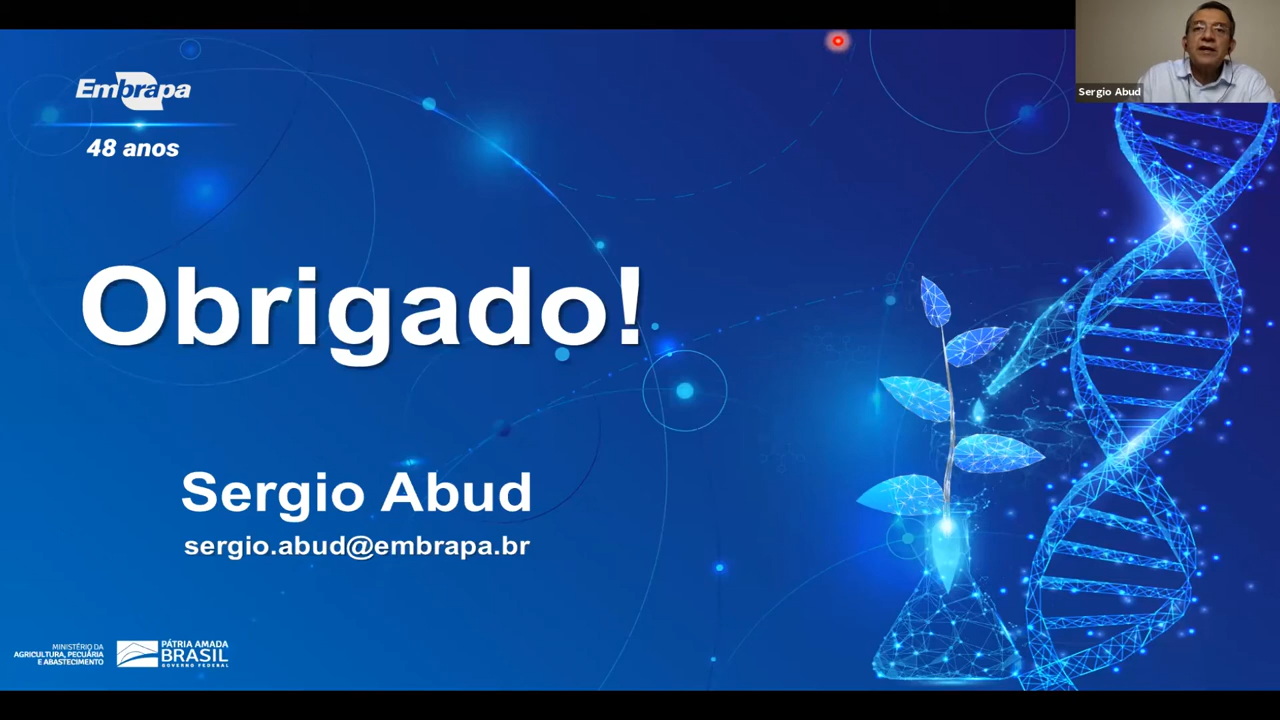 Sergio Abud
Embrapa
48 anos
Obrigado!
Sergio Abud
sergio.abud@embrapa.br
MINISTÉRIO DA
AGRICULTURA, PECUÁRIA
E ABASTECIMENTO
PÁTRIA AMADA
BRASIL
GOVERNO FEDERAL